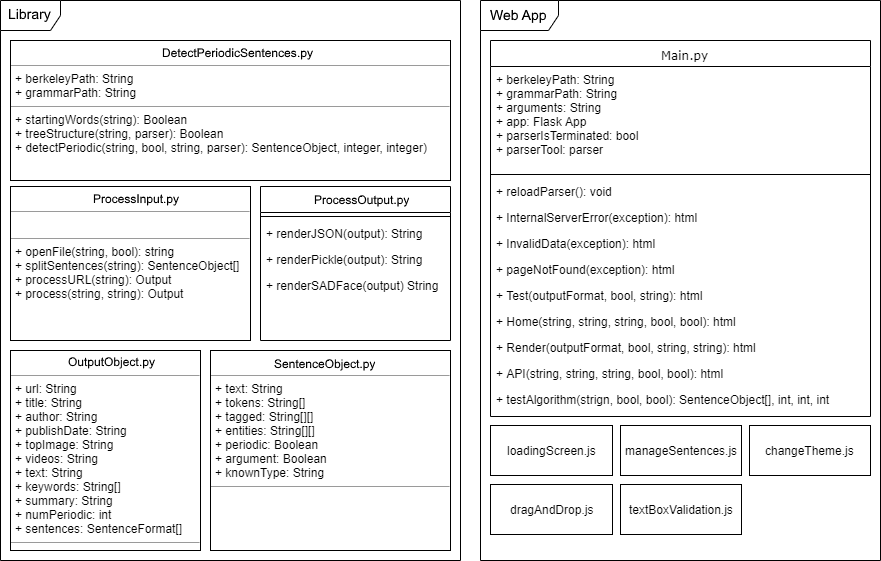 Library
DetectPeriodicSentences.py
+ berkeleyPath: String
+ grammarPath: String
+ startingWords(string): Boolean
+ treeStructure(string, parser): Boolean
+ detectPeriodic(string, bool, string, parser): SentenceObject, integer, integer)
ProcessInput.py
+ openFile(string, bool): string
+ splitSentences(string): SentenceObject[]
+ processURL(string): Output
+ process(string, string): Output
ProcessOutput.py
+ renderJSON(output): String
+ renderPickle(output): String
+ renderSADFace(output) String
OutputObject.py
+ url: String
+ title: String
+ author: String
+ publishDate: String
+ topImage: String
+ videos: String
+ text: String
+ keywords: String[]
+ summary: String
+ numPeriodic: int
+ sentences: SentenceFormat[]
SentenceObject.py
+ text: String
+ tokens: String[]
+ tagged: String[][]
+ entities: String[][]
+ periodic: Boolean
+ argument: Boolean
+ knownType: String
Web App
Main.py
+ berkeleyPath: String
+ grammarPath: String
+ arguments: String
+ app: Flask App
+ parserIsTerminated: bool
+ parserTool: parser
+ reloadParser(): void
+ InternalServerError(exception): html
+ InvalidData(exception): html
+ pageNotFound(exception): html
+ Test(outputFormat, bool, string): html
+ Home(string, string, string, bool, bool): html
+ Render(outputFormat, bool, string, string): html
+ API(string, string, string, bool, bool): html
+ testAlgorithm(strign, bool, bool): SentenceObject[], int, int, int
loadingScreen.js
manageSentences.js
changeTheme.js
dragAndDrop.js
textBoxValidation.js